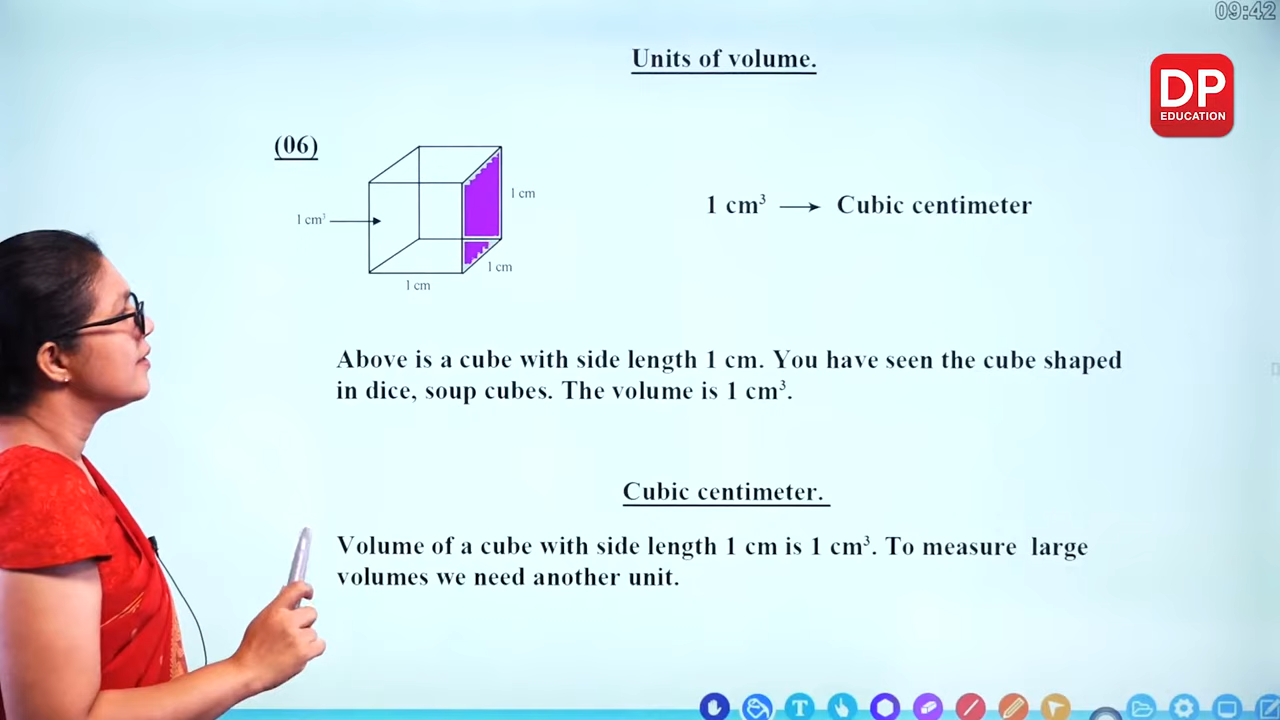 09:42
Units of volume.
DP
EDUCATION
(06)
1 cm
1 cm³
1 cm³ → Cubic centimeter
1 cm
1 cm
Above is a cube with side length 1 cm. You have seen the cube shaped
in dice, soup cubes. The volume is 1 cm³.
Cubic centimeter.
Volume of a cube with side length 1 cm is 1 cm³. To measure large
volumes we need another unit.
T